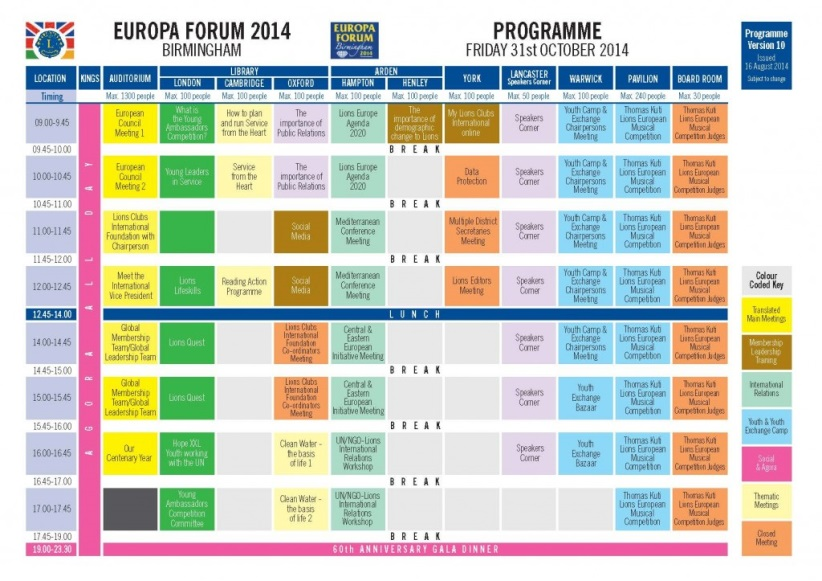 EUROPA FORUM 2014
BIRMINGHAM
EUROPA
FORUM
Birmingham
2014
PROGRAMME
FRIDAY 31st OCTOBER 2014
Programme
Version 10
Issued
16 August 2014
Subject to change
LOCATION KINGS AUDITORIUM LIBRARY ARDEN YORK LANCASTER Speakers Corner WARWICK PAVILION BOARD ROOM
LONDON CAMBRIDGE OXFORD HAMPTON HENLEY
Timing Max. 1300 people Max. 100 people Max. 100 people Max. 100 people Max. 100 people Max. 100 people Max. 100 people Max. 50 people Max. 100 people Max. 240 people Max. 30 people
AGORA ALL DAY
09.00-9.45 European Council Meeting 1 What is the Young Ambassadors Competition? How to plan and run Service from the Heart The importance of Public Relations Lions Europe Agenda 2020 The importance of demographic change to Lions My Lions Clubs International online Speakers Corner Youth Camp & Exchange Chairpersons Meeting Thomas Kuti Lions European Musical Competition Thomas Kuti Lions European Musical Competition Judges
09.45-10.00 BREAK
10.00-10.45 European Council Meeting 2 Young Leaders in Service Service from the Heart The importance of Public Relations Lions Europe Agenda 2020 Data Protection Speakers Corner Youth Camp & Exchange Chairpersons Meeting Thomas Kuti Lions European Musical Competition Thomas Kuti Lions European Musical Competition Judges
10.45-11.00 BREAK
11.00-11.45 Lions Clubs International Foundation with Chairperson Social Media Mediterranean Conference Meeting Multiple District Secretaries Meeting Speakers Corner Youth Camp & Exchange Chairpersons Meeting Thomas Kuti Lions European Musical Competition Thomas Kuti Lions European Musical Competition Judges
11.45-12.00 BREAK
12.00-12.45 Meet the International Vice President Lions Lifeskills Reading Action Programme Social Media Mediterranean Conference Meeting Lions Editors Meeting Speakers Corner Youth Camp & Exchange Chairpersons Meeting Thomas Kuti Lions European Musical Competition Thomas Kuti Lions European Musical Competition Judges
12.45-14.00 LUNCH
14.00-14.45 Global Membership Team/Global Leadership Team Lions Quest Lions Clubs International Foundation Co-ordinators Meeting Central & Eastern European Initiative Meeting Speakers Corner Youth Camp & Exchange Chairpersons Meeting Thomas Kuti Lions European Musical Competition Thomas Kuti Lions European Musical Competition Judges
14.45-15.00 BREAK
15.00-15.45 Global Membership Team/Global Leadership Team Lions Quest Lions Clubs International Foundation Co-ordinators Meeting Central & Eastern European Initiative Meeting Speakers Corner Youth Exchange Bazaar Thomas Kuti Lions European Musical Competition Thomas Kuti Lions European Musical Competition Judges
15.45-16.00 BREAK
16.00-16.45 Our Centenary Year Hope XXL Youth working with the UN Clean Water - the basis of life 1 UN/NGO-Lions International Relations Workshop Speakers Corner Youth Exchange Bazaar Thomas Kuti Lions European Musical Competition Thomas Kuti Lions European Musical Competition Judges
16.45-17.00 BREAK
17.00-17.45 Young Ambassadors Competition Committee Clean Water - the basis of life 2 UN/NGO-Lions International Relations Workshop Thomas Kuti Lions European Musical Competition Thomas Kuti Lions European Musical Competition Judges
17.45-19.00 BREAK
19.00-23.30 60th ANNIVERSARY GALA DINNER
Colour
Coded Key
Translated
Main Meetings
Membership
Leadership
Training
International
Relations
Youth & Youth
Exchange Camp
Social
& Agora
Thematic
Meetings
Closed
Meeting